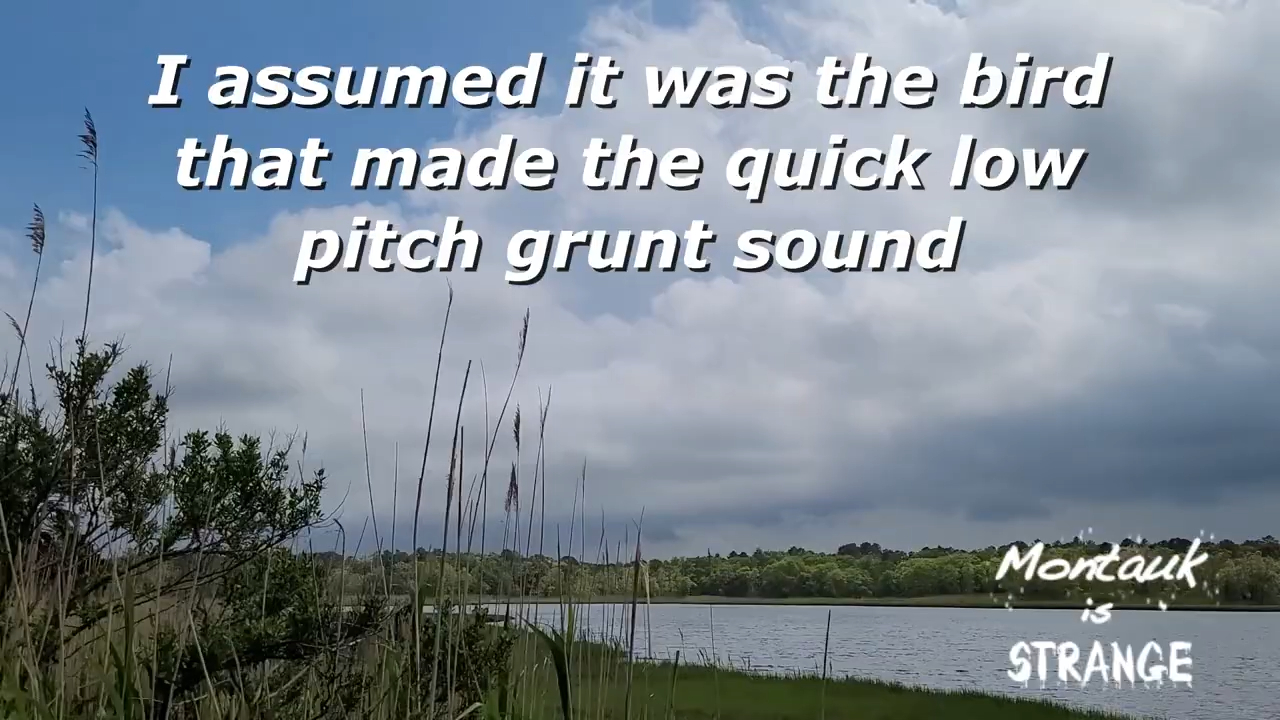 I assumed it was the bird
that made the quick low
pitch grunt sound
Montauk
is
STRANGE